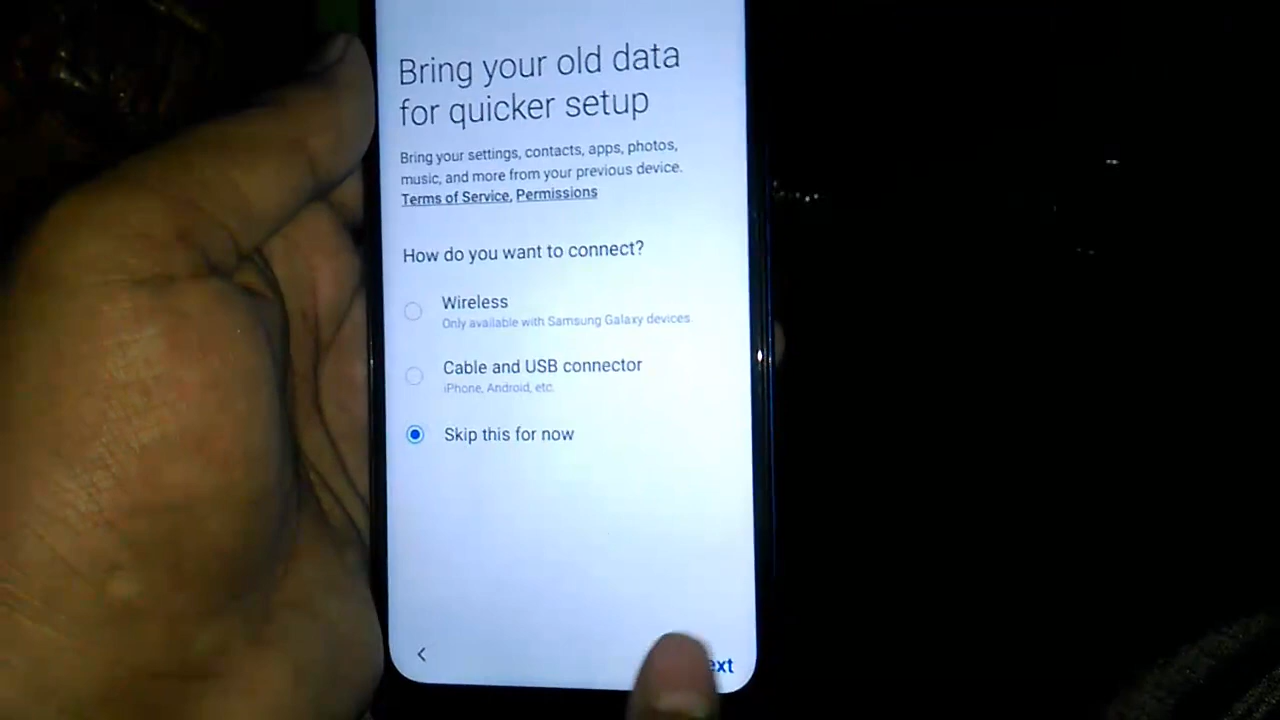 Bring your old data
for quicker setup
Bring your settings, contacts, apps, photos,
music, and more from your previous device.
Terms of Service, Permissions
How do you want to connect?
Wireless
Only available with Samsung Galaxy devices.
Cable and USB connector
iPhone, Android, etc.
Skip this for now
ext